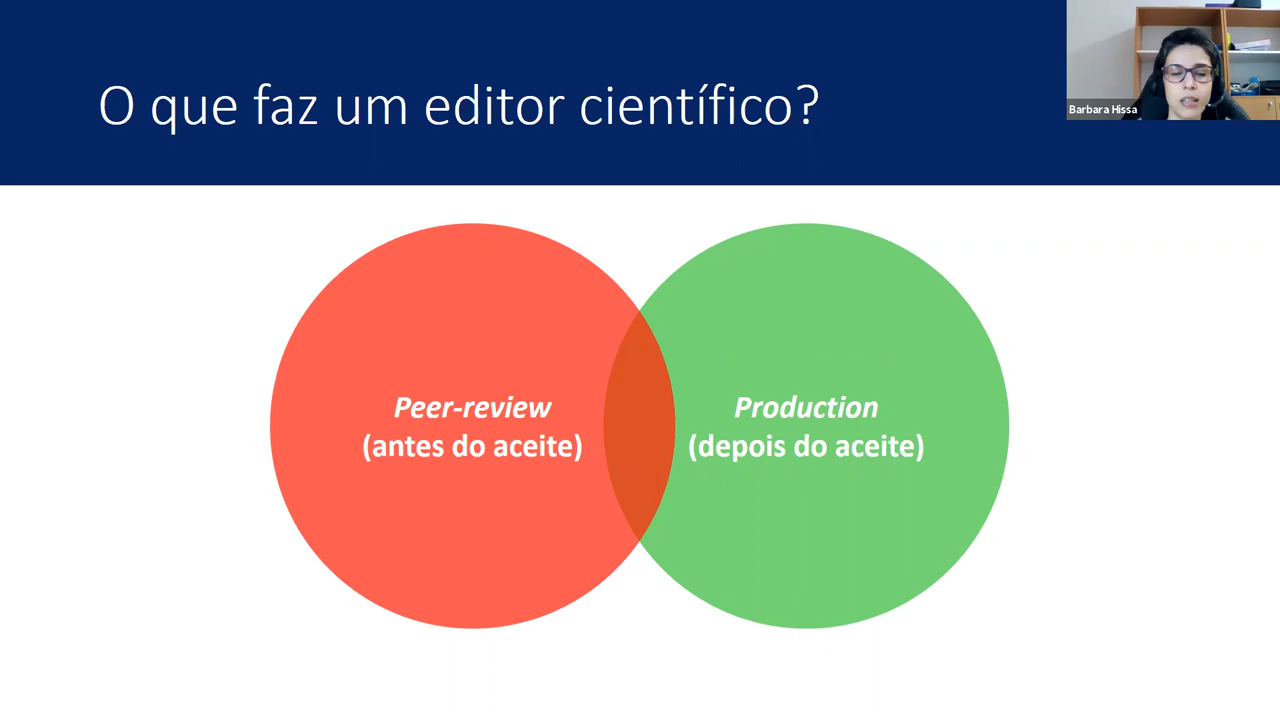 O que faz um editor científico?
Barbara Hissa
Peer-review
(antes do aceite)
Production
(depois do aceite)